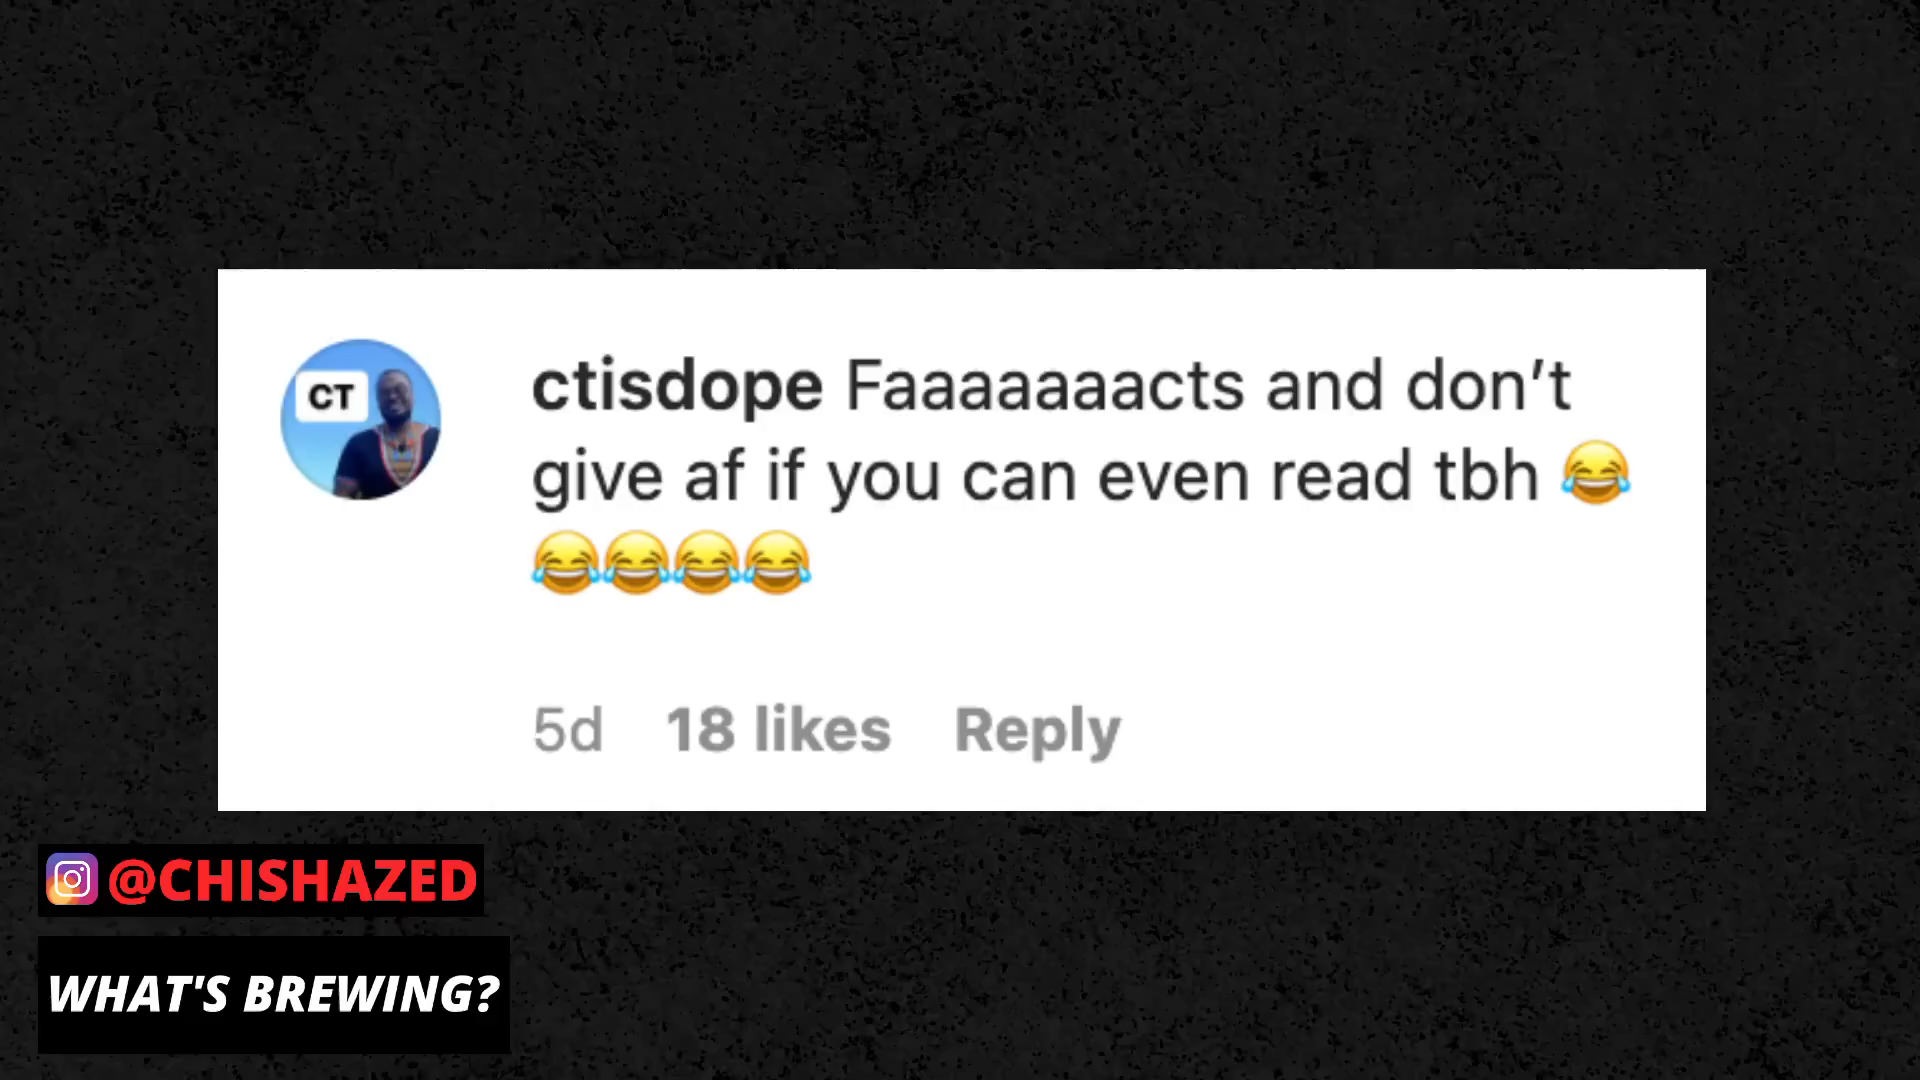 CT
ctisdope Faaaaaaacts and don’t
give af if you can even read tbh 😂
😂😂😂😂
5d 18 likes Reply
@CHISHAZED
WHAT'S BREWING?